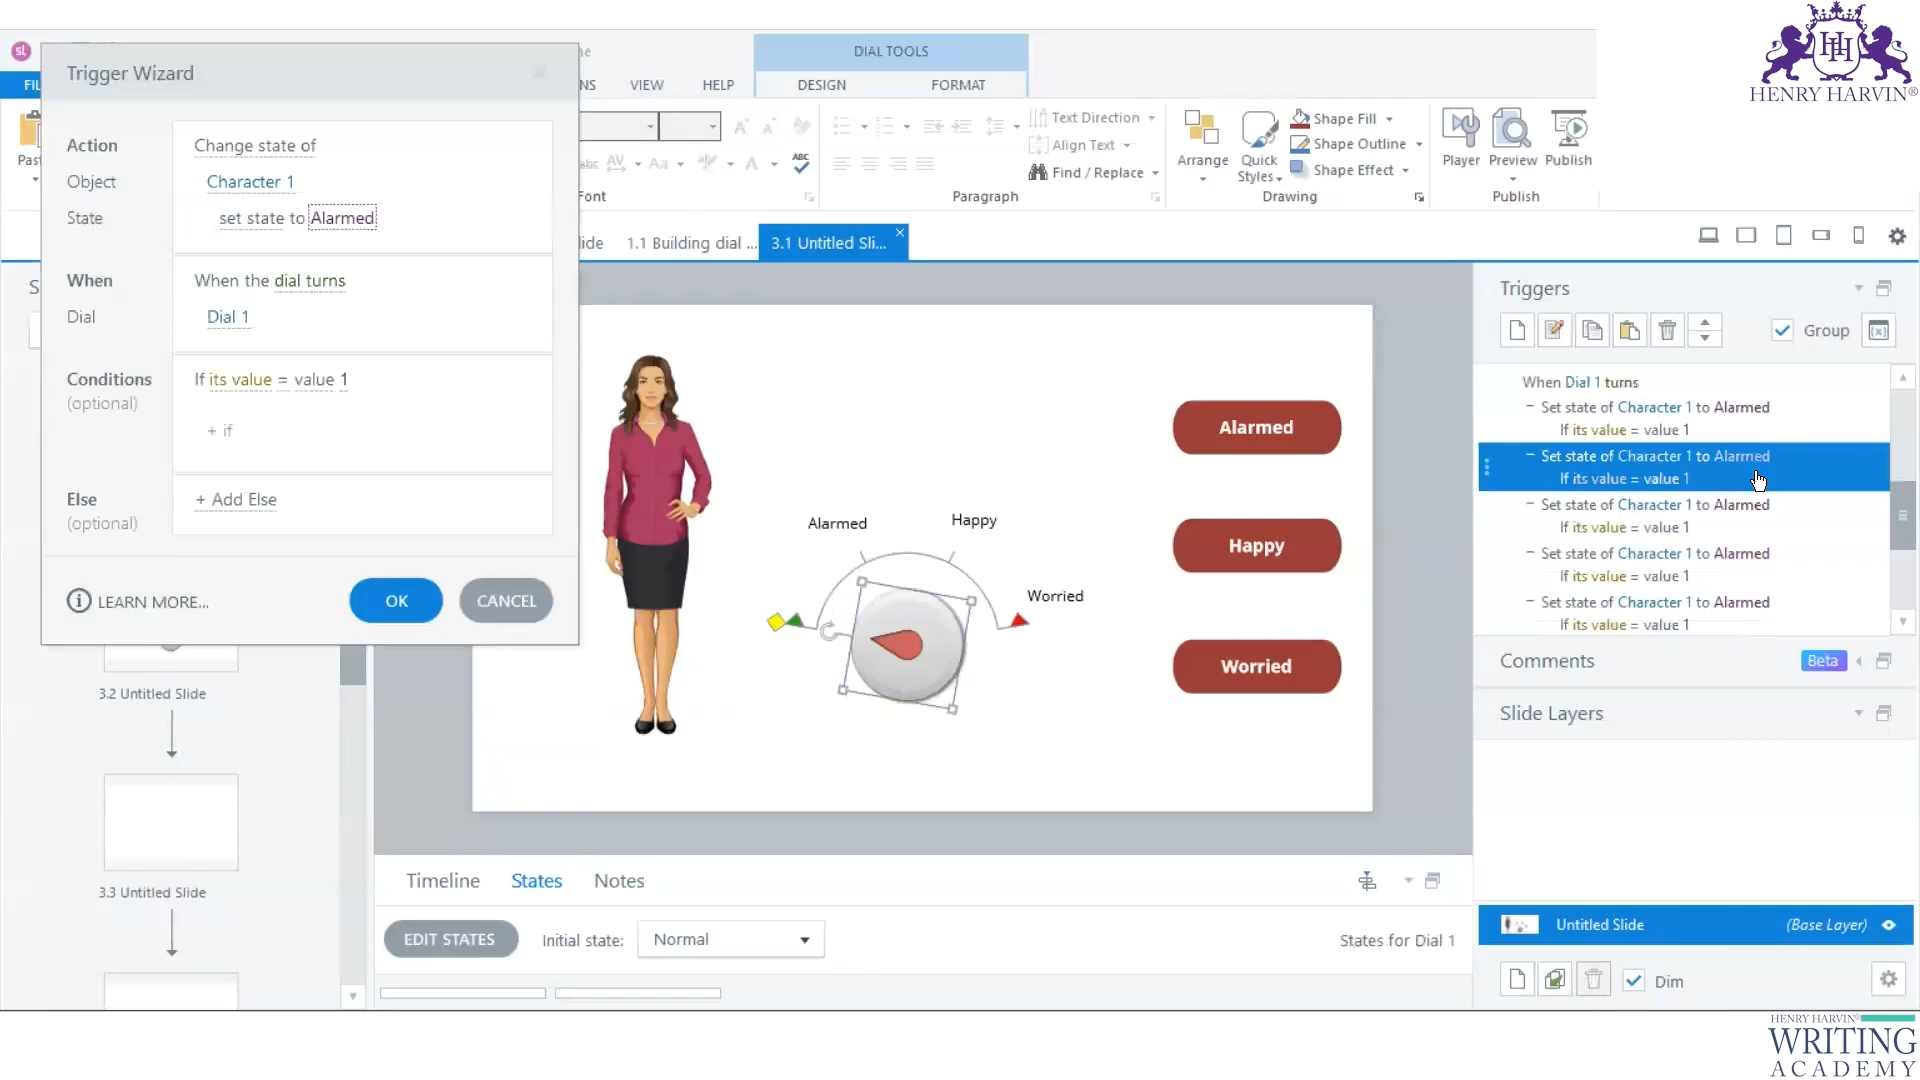 HENRY HARVIN®
sl
Trigger Wizard
Action
Change state of
Object
Character 1
State
set state to Alarmed
When
When the dial turns
Dial
Dial 1
Conditions
(optional)
If its value = value 1
+ if
Else
(optional)
+ Add Else
LEARN MORE...
OK
CANCEL
DIAL TOOLS
FIL
NS
VIEW
HELP
DESIGN
FORMAT
Past
abc
AV
Aa
A
ABC
Font
Text Direction
Align Text
Find / Replace
Paragraph
Arrange
Quick
Styles
Shape Fill
Shape Outline
Shape Effect
Drawing
Player
Preview
Publish
Publish
lide
1.1 Building dial ...
3.1 Untitled Sli...
S
Alarmed
Happy
Worried
Alarmed
Happy
Worried
Triggers
Group
When Dial 1 turns
– Set state of Character 1 to Alarmed
If its value = value 1
– Set state of Character 1 to Alarmed
If its value = value 1
– Set state of Character 1 to Alarmed
If its value = value 1
– Set state of Character 1 to Alarmed
If its value = value 1
– Set state of Character 1 to Alarmed
If its value = value 1
Comments
Beta
Slide Layers
Untitled Slide
(Base Layer)
Dim
3.2 Untitled Slide
3.3 Untitled Slide
Timeline
States
Notes
EDIT STATES
Initial state:
Normal
States for Dial 1
HENRY HARVIN®
WRITING
ACADEMY